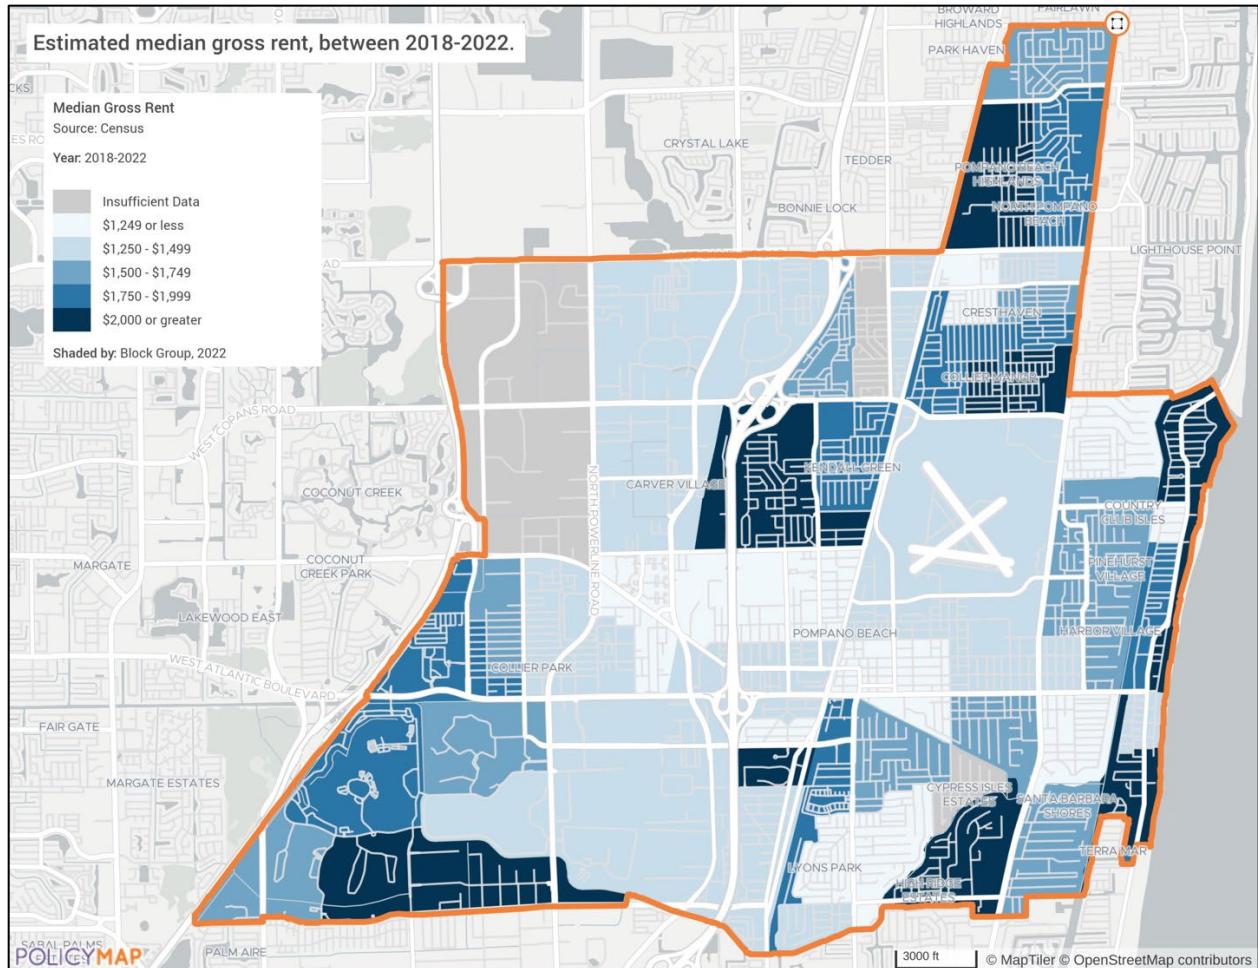 BROWARD
HIGHLANDS
FAIRLAWN
Estimated median gross rent, between 2018-2022.
PARK HAVEN
Median Gross Rent
Source: Census
Year: 2018-2022
Insufficient Data
$1,249 or less
$1,250 - $1,499
$1,500 - $1,749
$1,750 - $1,999
$2,000 or greater
Shaded by: Block Group, 2022
CRYSTAL LAKE
TEDDER
POMPANO BEACH
HIGHLANDS
BONNIE LOCK
NORTH POMPANO
BEACH
LIGHTHOUSE POINT
CRESTHAVEN
COLLIER MANOR
WEST COPANS ROAD
KENDALL GREEN
CARVER VILLAGE
NORTH POWERLINE ROAD
COCONUT CREEK
COUNTRY
CLUB ISLES
MARGATE
COCONUT
CREEK PARK
PINEHURST
VILLAGE
LAKEWOOD EAST
POMPANO BEACH
HARBOR VILLAGE
WEST ATLANTIC BOULEVARD
COLLIER PARK
FAIR GATE
MARGATE ESTATES
CYPRESS ISLES
ESTATES
SANTA BARBARA
SHORES
TERRA MAR
LYONS PARK
HIGH RIDGE
ESTATES
SABAL PALMS
PALM AIRE
POLICYMAP
3000 ft
© MapTiler © OpenStreetMap contributors